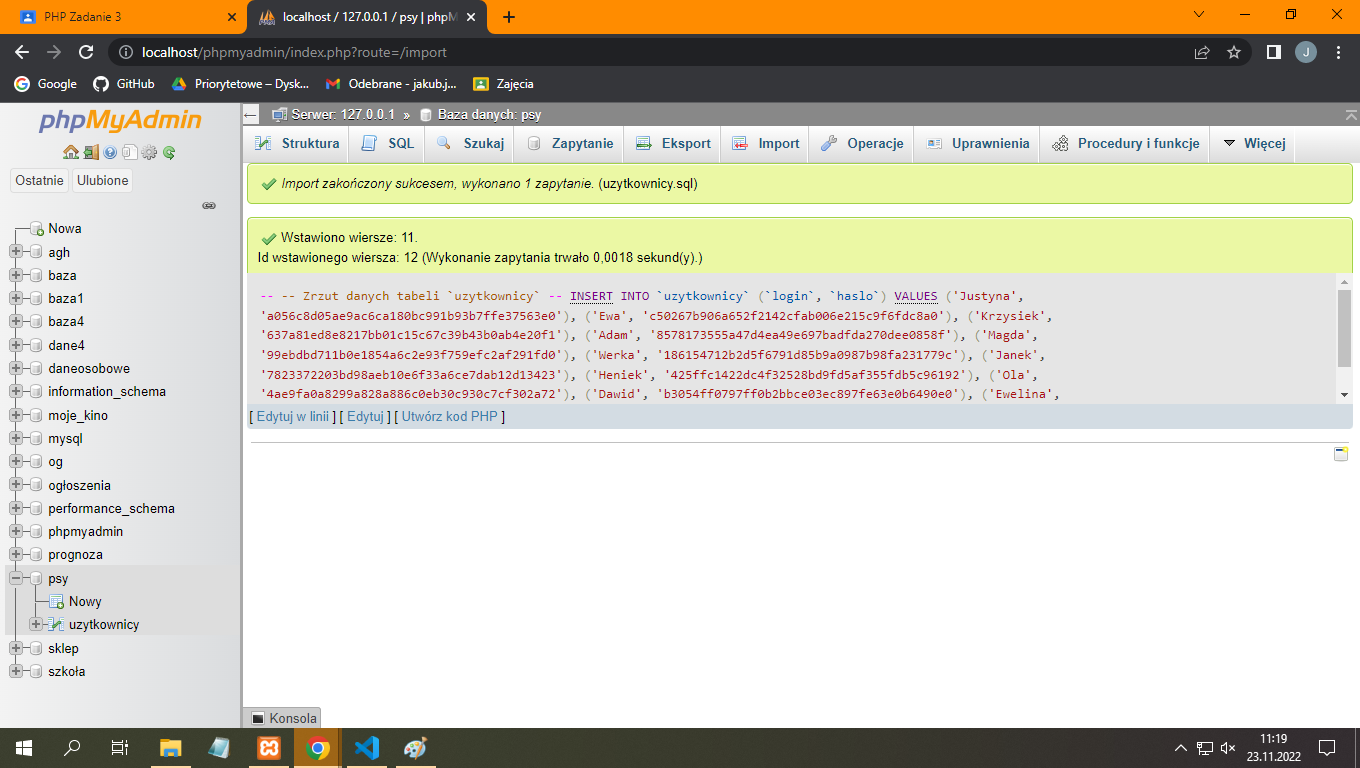 PHP Zadanie 3
localhost / 127.0.0.1 / psy | phpM
localhost/phpmyadmin/index.php?route=/import
J
Google
GitHub
Priorytetowe – Dysk...
Odebrane - jakub.j...
Zajęcia
phpMyAdmin
Ostatnie
Ulubione
Nowa
agh
baza
baza1
baza4
dane4
daneosobowe
information_schema
moje_kino
mysql
og
ogłoszenia
performance_schema
phpmyadmin
prognoza
psy
Nowy
uzytkownicy
sklep
szkoła
Serwer: 127.0.0.1 » Baza danych: psy
Struktura SQL Szukaj Zapytanie Eksport Import Operacje Uprawnienia Procedury i funkcje Więcej
Import zakończony sukcesem, wykonano 1 zapytanie. (uzytkownicy.sql)
Wstawiono wiersze: 11.
Id wstawionego wiersza: 12 (Wykonanie zapytania trwało 0,0018 sekund(y).)
-- -- Zrzut danych tabeli `uzytkownicy` -- INSERT INTO `uzytkownicy` (`login`, `haslo`) VALUES ('Justyna',
'a056c8d05ae9ac6ca180bc991b93b7ffe37563e0'), ('Ewa', 'c50267b906a652f2142cfab006e215c9f6fdc8a0'), ('Krzysiek',
'637a81ed8e8217bb01c15c67c39b43b0ab4e20f1'), ('Adam', '8578173555a47d4ea49e697badfda270dee0858f'), ('Magda',
'99ebdbd711b0e1854a6c2e93f759efc2af291fd0'), ('Werka', '186154712b2d5f6791d85b9a0987b98fa231779c'), ('Janek',
'7823372203bd98aeb10e6f33a6ce7dab12d13423'), ('Heniek', '425ffc1422dc4f32528bd9fd5af355fdb5c96192'), ('Ola',
'4ae9fa0a8299a828a886c0eb30c930c7cf302a72'), ('Dawid', 'b3054ff0797ff0b2bbce03ec897fe63e0b6490e0'), ('Ewelina',
[ Edytuj w linii ] [ Edytuj ] [ Utwórz kod PHP ]
Konsola
11:19
23.11.2022